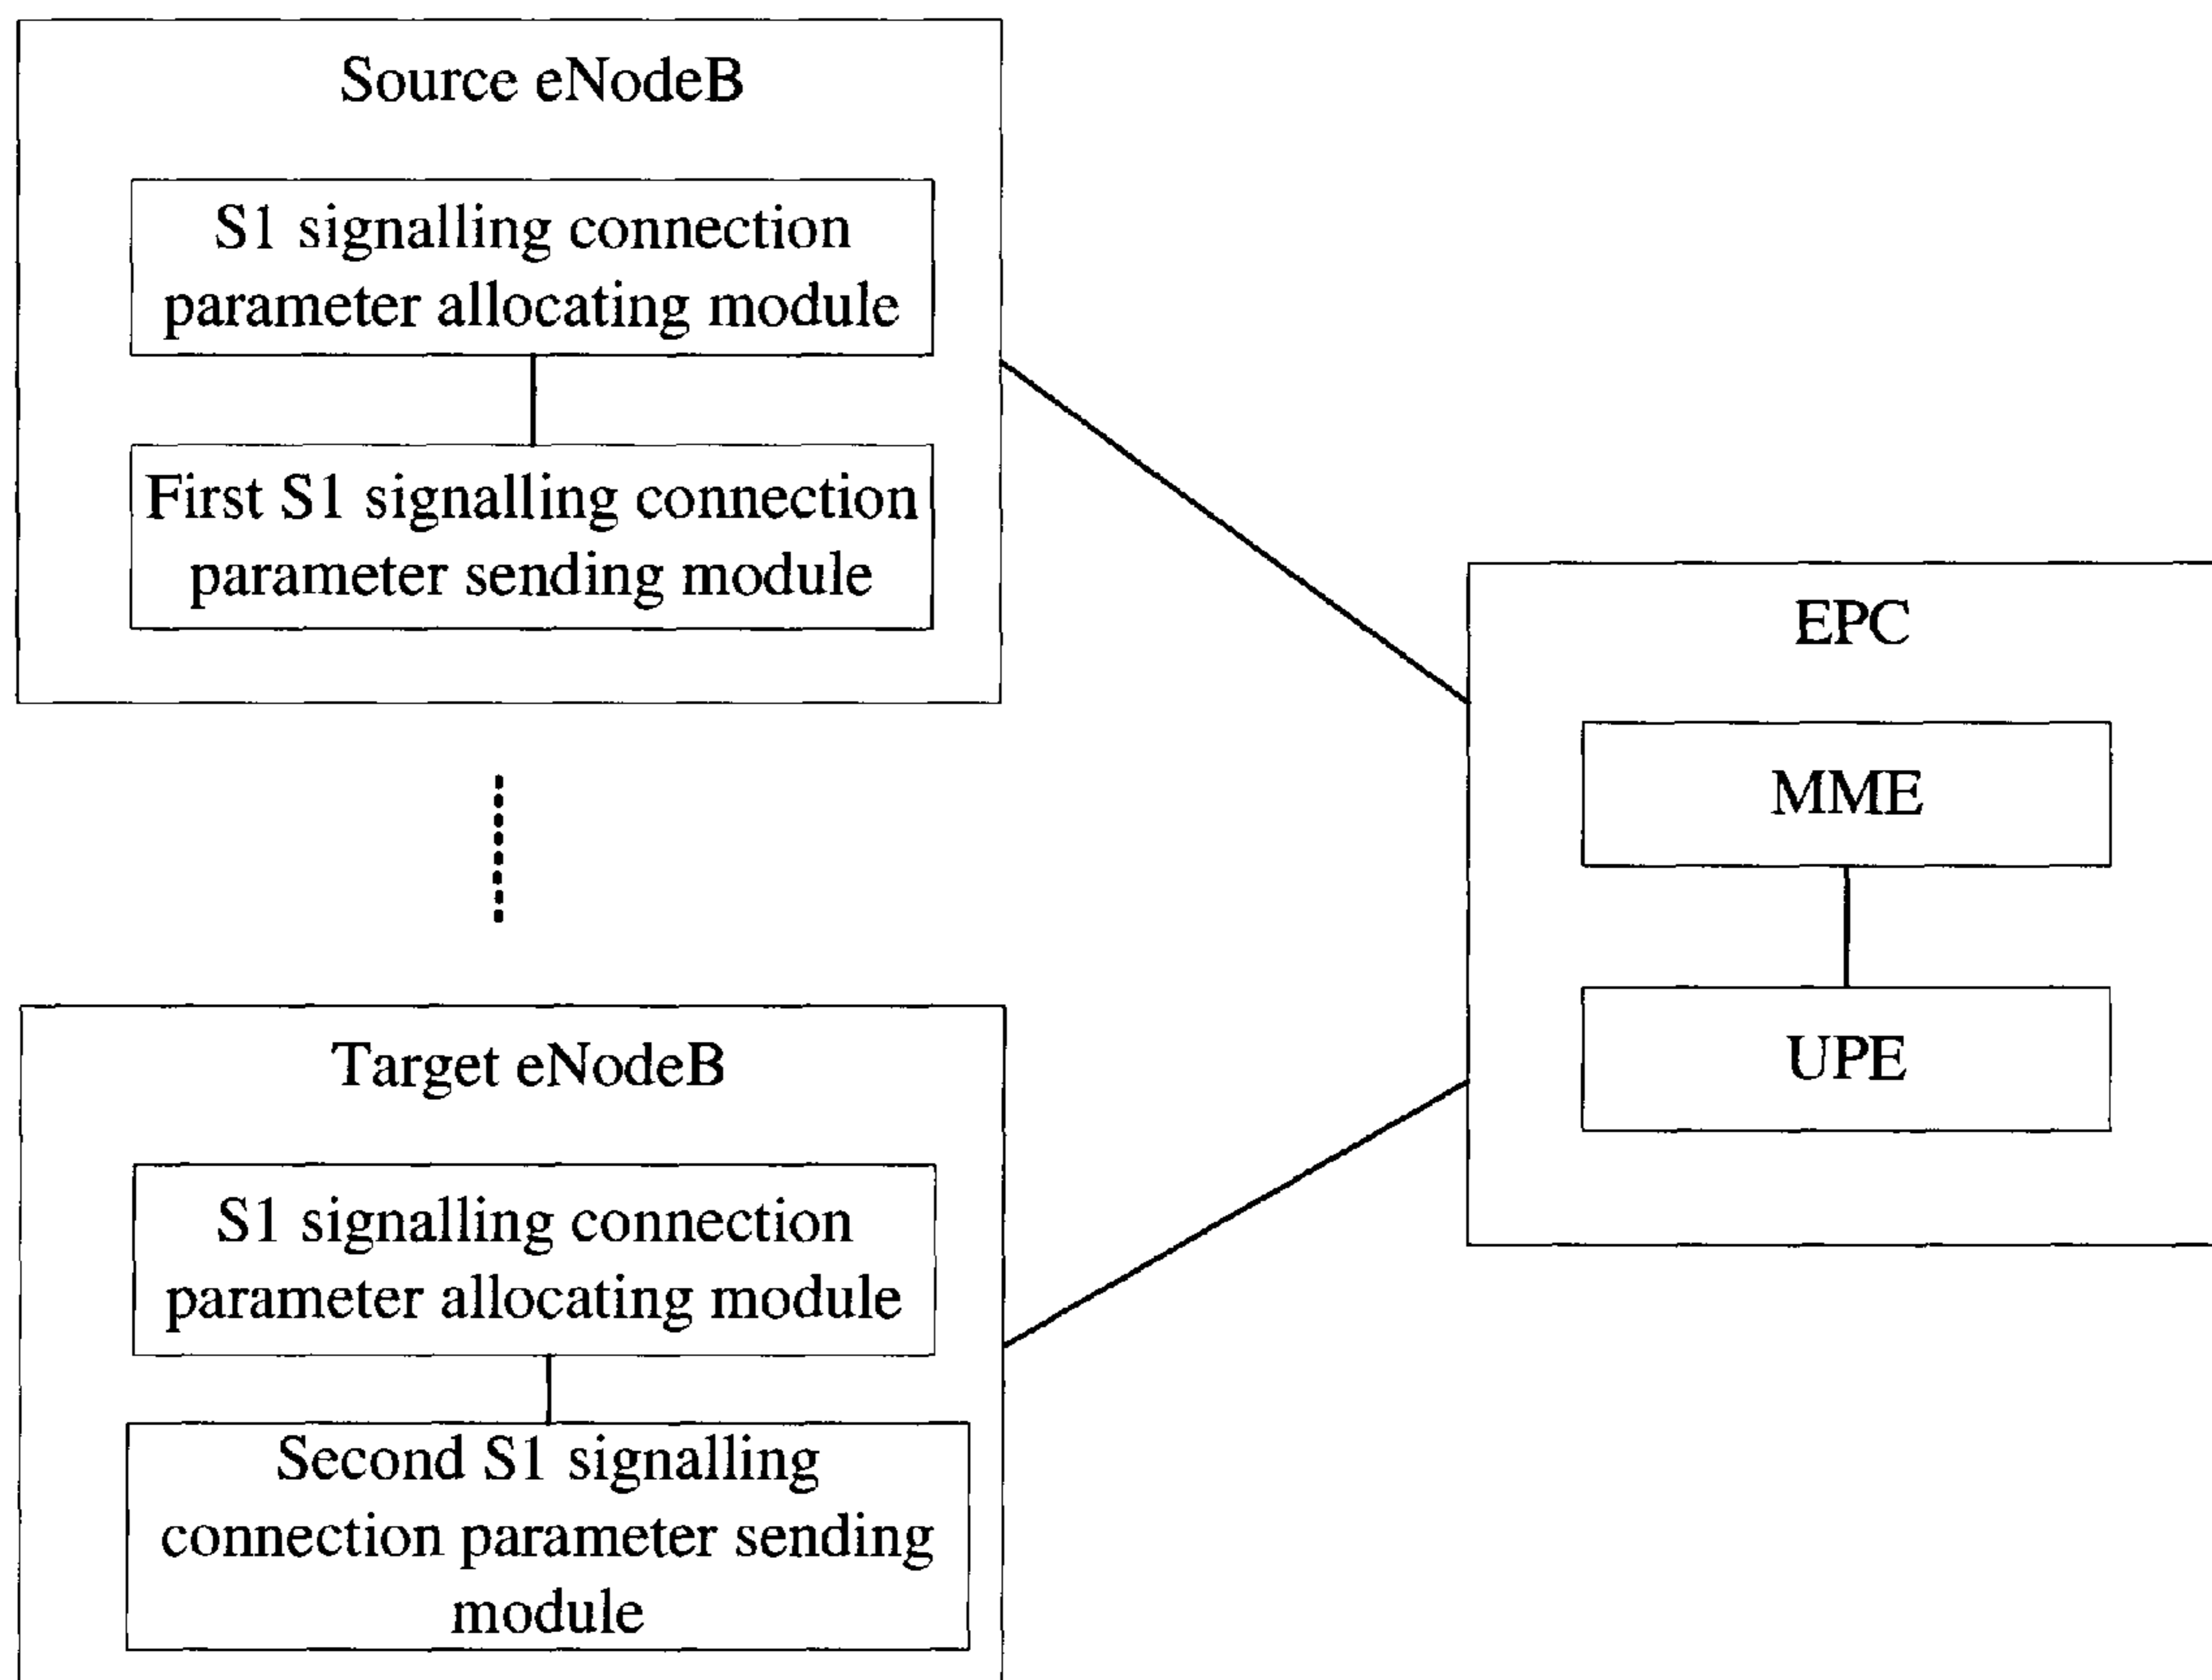 Source eNodeB
S1 signalling connection
parameter allocating module
First S1 signalling connection
parameter sending module
EPC
MME
UPE
Target eNodeB
S1 signalling connection
parameter allocating module
Second S1 signalling
connection parameter sending
module